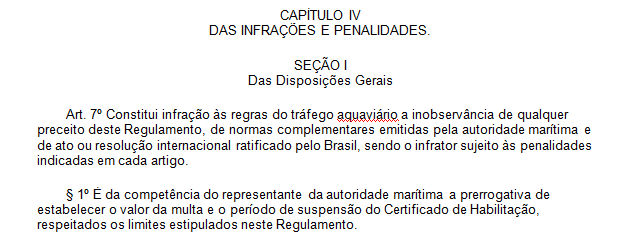 CAPÍTULO IV
DAS INFRAÇÕES E PENALIDADES.
SEÇÃO I
Das Disposições Gerais
Art. 7º Constitui infração às regras do tráfego aquaviário a inobservância de qualquer
preceito deste Regulamento, de normas complementares emitidas pela autoridade marítima e
de ato ou resolução internacional ratificado pelo Brasil, sendo o infrator sujeito às penalidades
indicadas em cada artigo.
§ 1º É da competência do representante da autoridade marítima a prerrogativa de
estabelecer o valor da multa e o período de suspensão do Certificado de Habilitação,
respeitados os limites estipulados neste Regulamento.